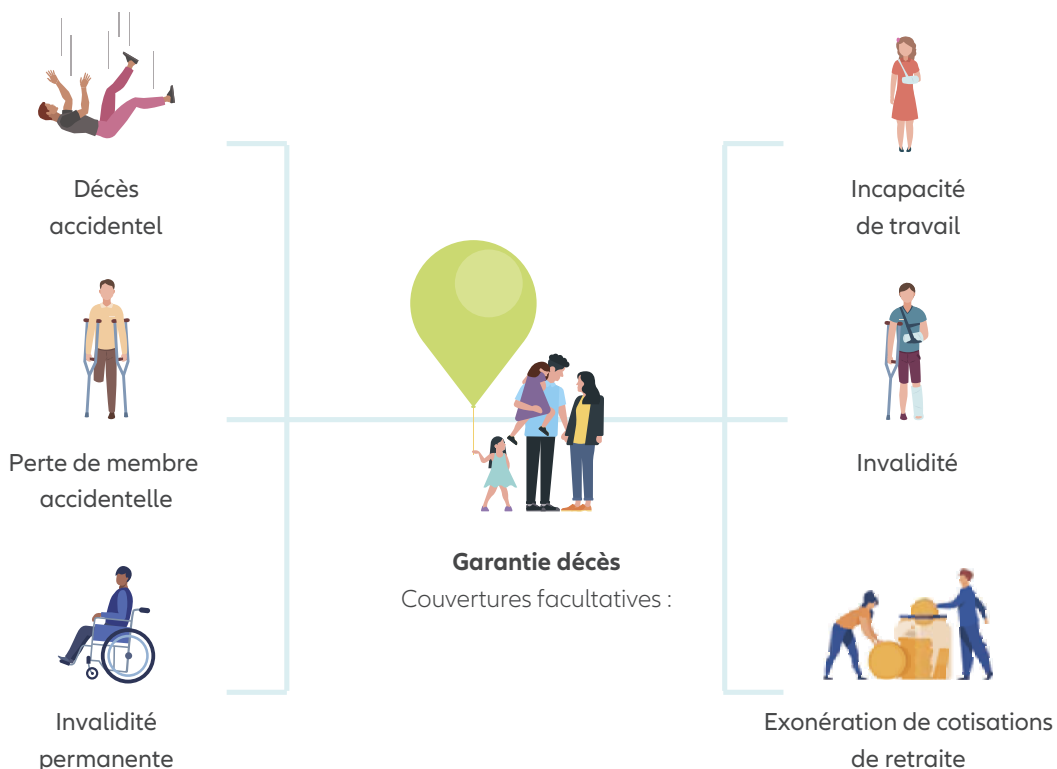 Décès
accidentel
Perte de membre
accidentelle
Invalidité
permanente
Garantie décès
Couvertures facultatives :
Incapacité
de travail
Invalidité
Exonération de cotisations
de retraite